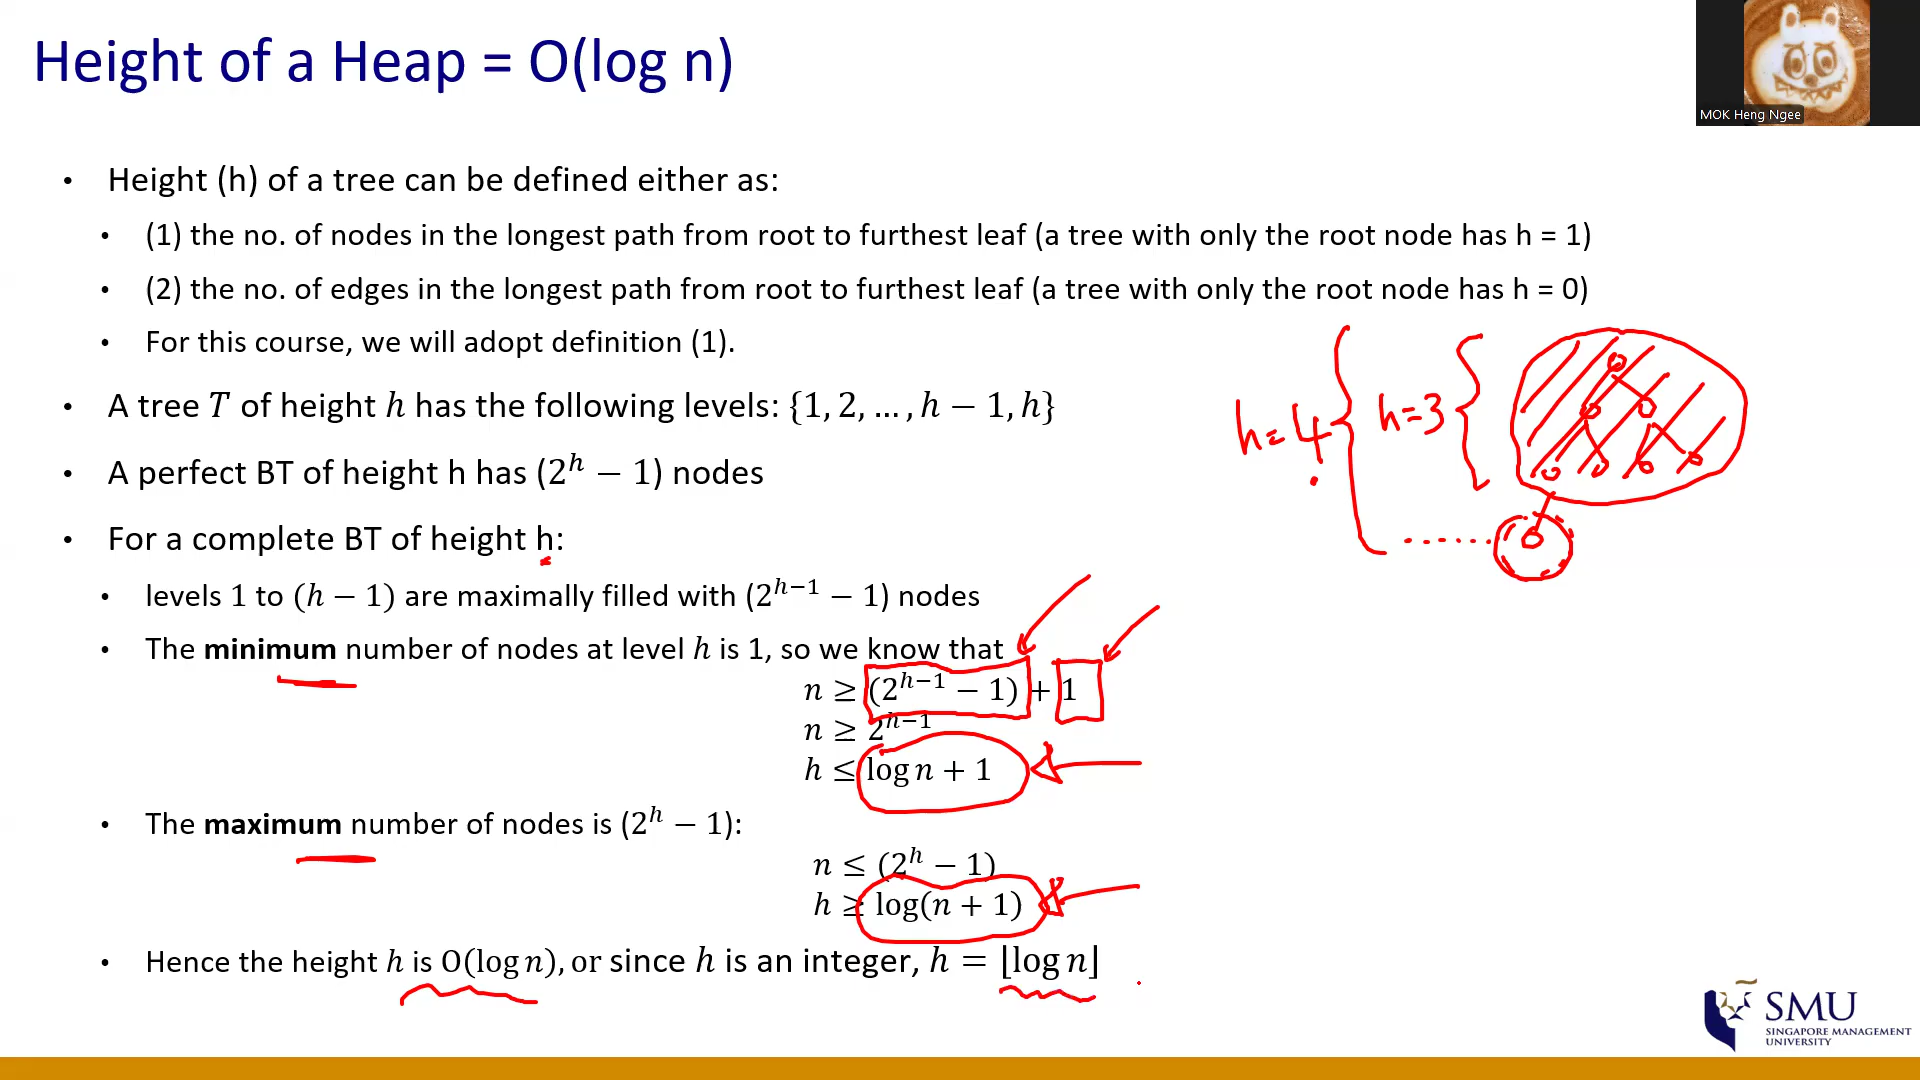 Height of a Heap = O(log n)
MOK Heng Ngee
• Height (h) of a tree can be defined either as:
• (1) the no. of nodes in the longest path from root to furthest leaf (a tree with only the root node has h = 1)
• (2) the no. of edges in the longest path from root to furthest leaf (a tree with only the root node has h = 0)
• For this course, we will adopt definition (1).
h=4
h=3
• A tree T of height h has the following levels: {1, 2, … , h − 1, h}
• A perfect BT of height h has (2^h − 1) nodes
• For a complete BT of height h:
• levels 1 to (h − 1) are maximally filled with (2^{h−1} − 1) nodes
• The minimum number of nodes at level h is 1, so we know that
n ≥ (2^{h−1} − 1) + 1
n ≥ 2^{h−1}
h ≤ log n + 1
• The maximum number of nodes is (2^h − 1):
n ≤ (2^h − 1)
h ≥ log(n + 1)
• Hence the height h is O(log n), or since h is an integer, h = ⌊log n⌋
SMU
SINGAPORE MANAGEMENT
UNIVERSITY